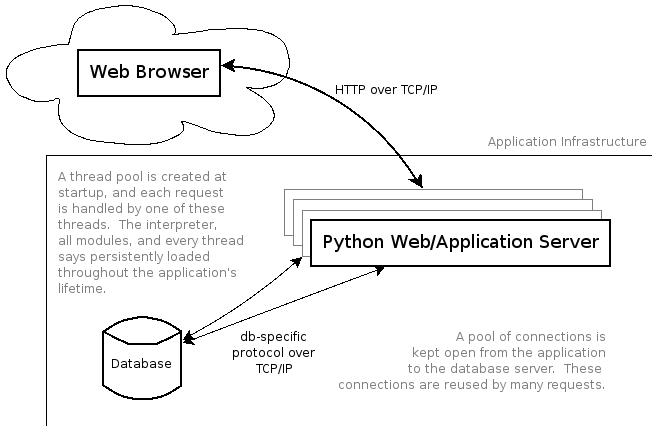 Web Browser
HTTP over TCP/IP
Application Infrastructure
A thread pool is created at
startup, and each request
is handled by one of these
threads.  The interpreter,
all modules, and every thread
says persistently loaded
throughout the application's
lifetime.
Python Web/Application Server
Database
db-specific
protocol over
TCP/IP
A pool of connections is
kept open from the application
to the database server.  These
connections are reused by many requests.